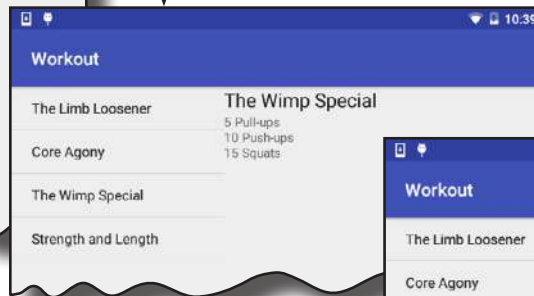 10:39
Workout
The Limb Loosener
Core Agony
The Wimp Special
Strength and Length
The Wimp Special
5 Pull-ups
10 Push-ups
15 Squats
Workout
The Limb Loosener
Core Agony